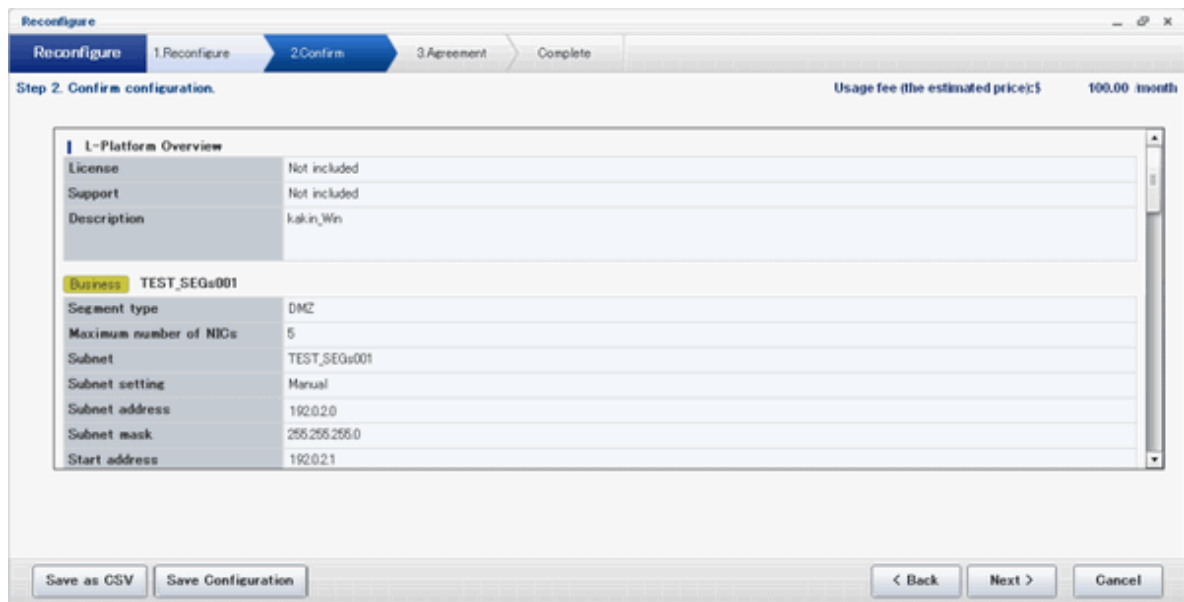 Reconfigure
Reconfigure 1.Reconfigure 2.Confirm 3.Agreement Complete
Step 2. Confirm configuration. Usage fee (the estimated price):$ 100.00 /month
L-Platform Overview
License Not included
Support Not included
Description kakin_Win
Business TEST_SEGs001
Segment type DMZ
Maximum number of NICs 5
Subnet TEST_SEGs001
Subnet setting Manual
Subnet address 192.0.2.0
Subnet mask 255.255.255.0
Start address 192.0.2.1
Save as CSV Save Configuration < Back Next > Cancel